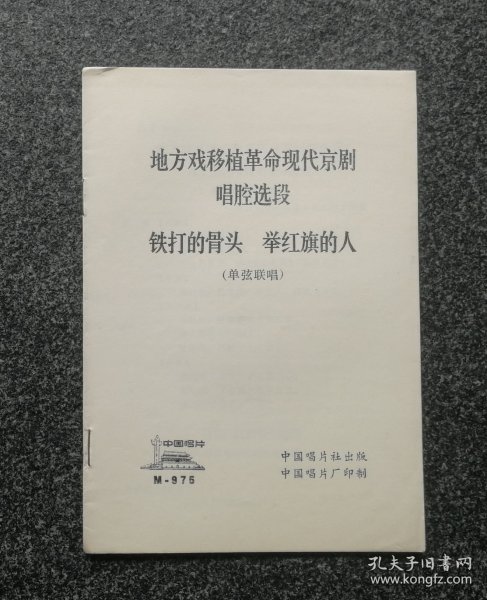 地方戏移植革命现代京剧
唱腔选段
铁打的骨头 举红旗的人
(单弦联唱)
中国唱片
M-975
中国唱片社出版
中国唱片厂印制
孔夫子旧书网
www.kongfz.com